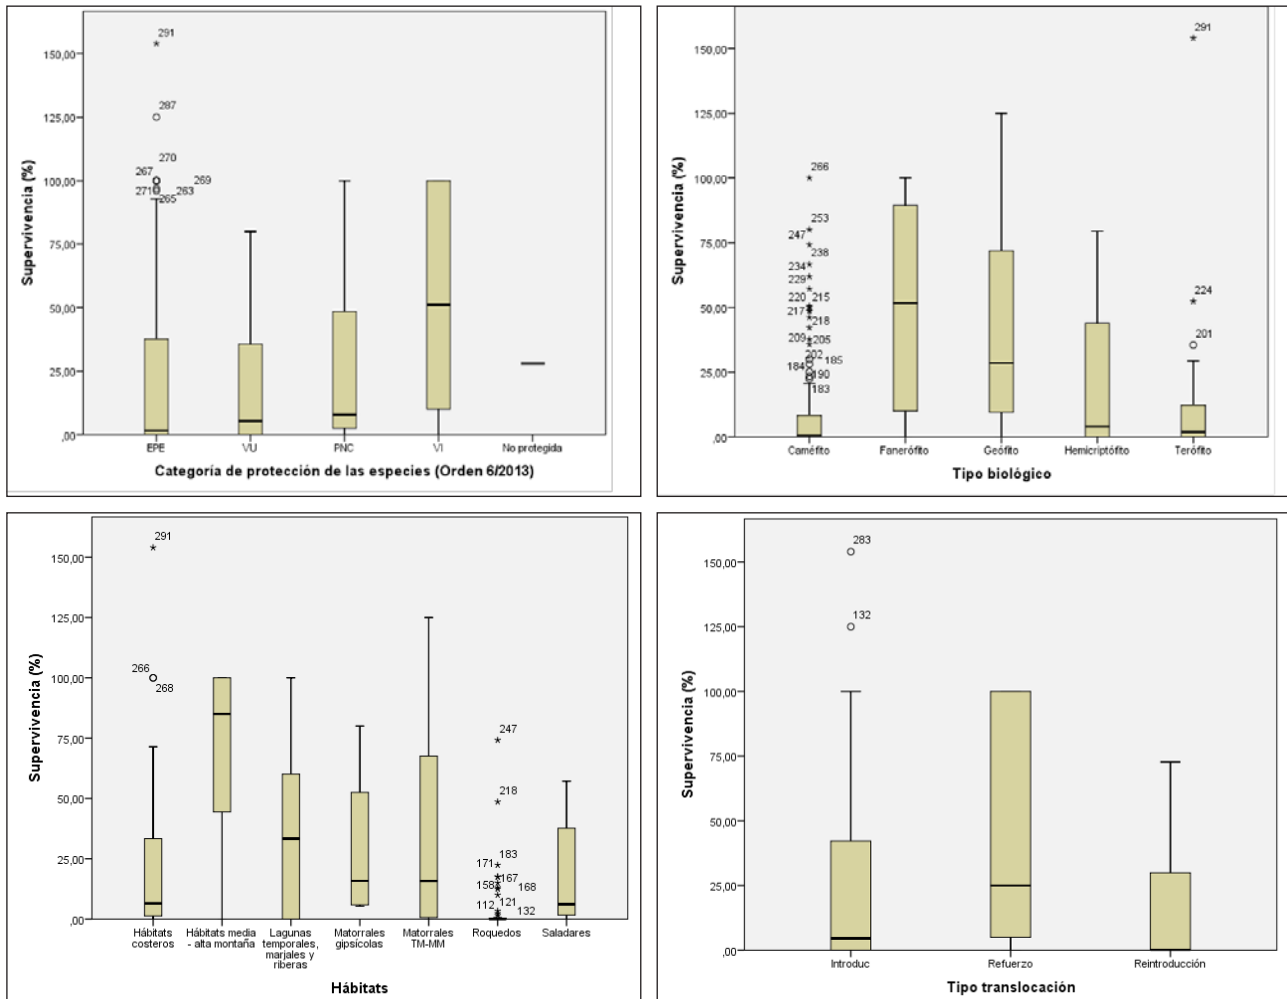 Supervivencia (%)
150,00
125,00
100,00
75,00
50,00
25,00
,00
291
287
270
267
269
271
263
265
EPE
VU
PNC
VI
No protegida
Categoría de protección de las especies (Orden 6/2013)
Supervivencia (%)
150,00
125,00
100,00
75,00
50,00
25,00
,00
291
266
253
247
238
234
229
220 215
217
218
209 205
202 185
184 190
183
224
201
Caméfito
Fanerófito
Geófito
Hemicriptófito
Terófito
Tipo biológico
Supervivencia (%)
150,00
125,00
100,00
75,00
50,00
25,00
,00
291
266
268
247
218
183
171
167
158
168
121
112
132
Hábitats costeros
Hábitats media - alta montaña
Lagunas temporales, marjales y riberas
Matorrales gipsícolas
Matorrales TM-MM
Roquedos
Saladares
Hábitats
Supervivencia (%)
150,00
125,00
100,00
75,00
50,00
25,00
,00
283
132
Introduc
Refuerzo
Reintroducción
Tipo translocación